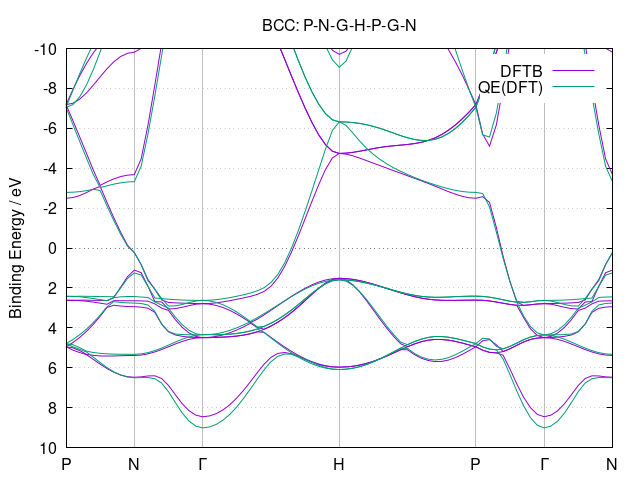 BCC: P-N-G-H-P-G-N
-10
-8
-6
-4
-2
0
2
4
6
8
10
Binding Energy / eV
DFTB
QE(DFT)
P N Γ H P Γ N